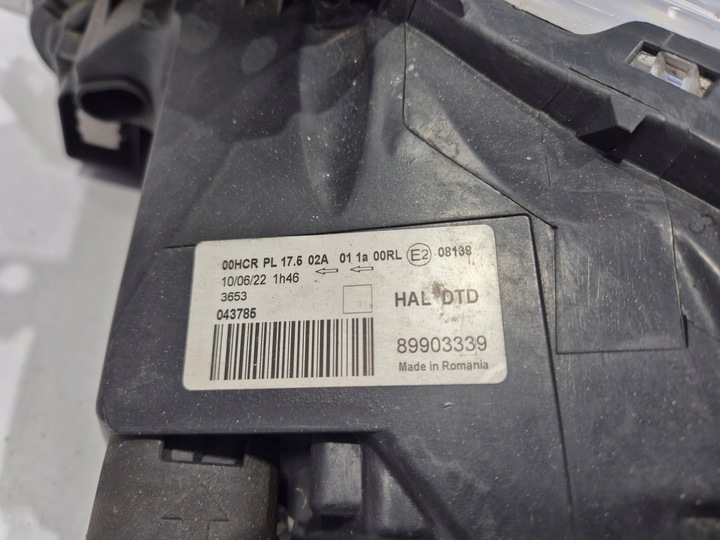 00HCR PL 17.5 02A 01 1a 00RL E2 08138
10/06/22 1h46
3653
HAL DTD
043785
89903339
Made in Romania